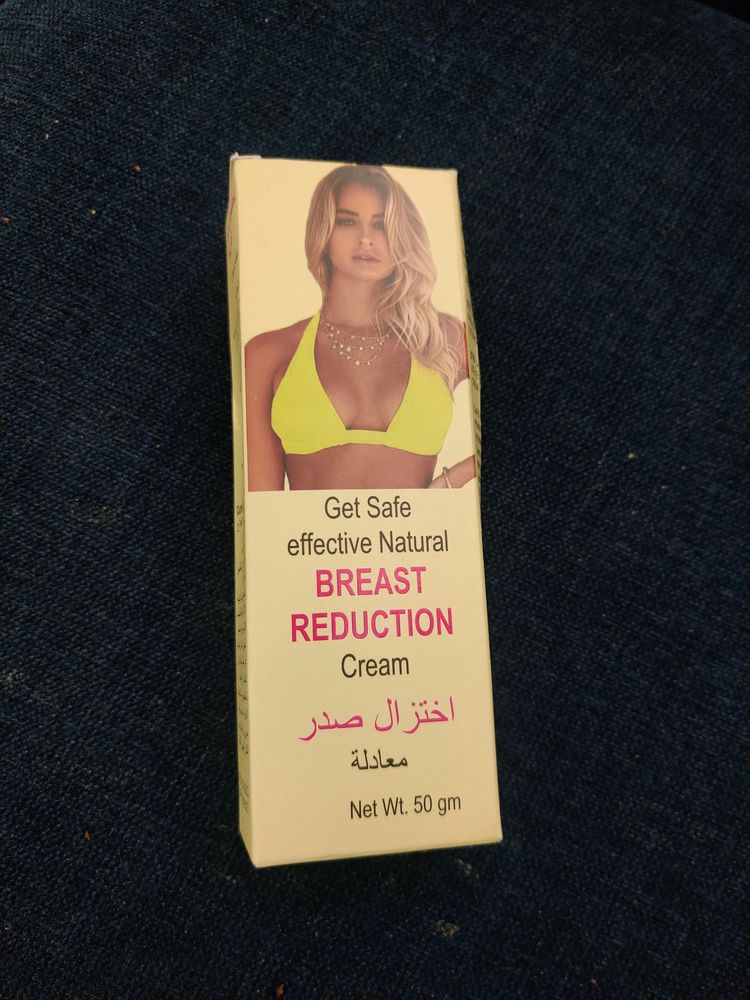 Get Safe
effective Natural
BREAST
REDUCTION
Cream
اختزال صدر
معادلة
Net Wt. 50 gm